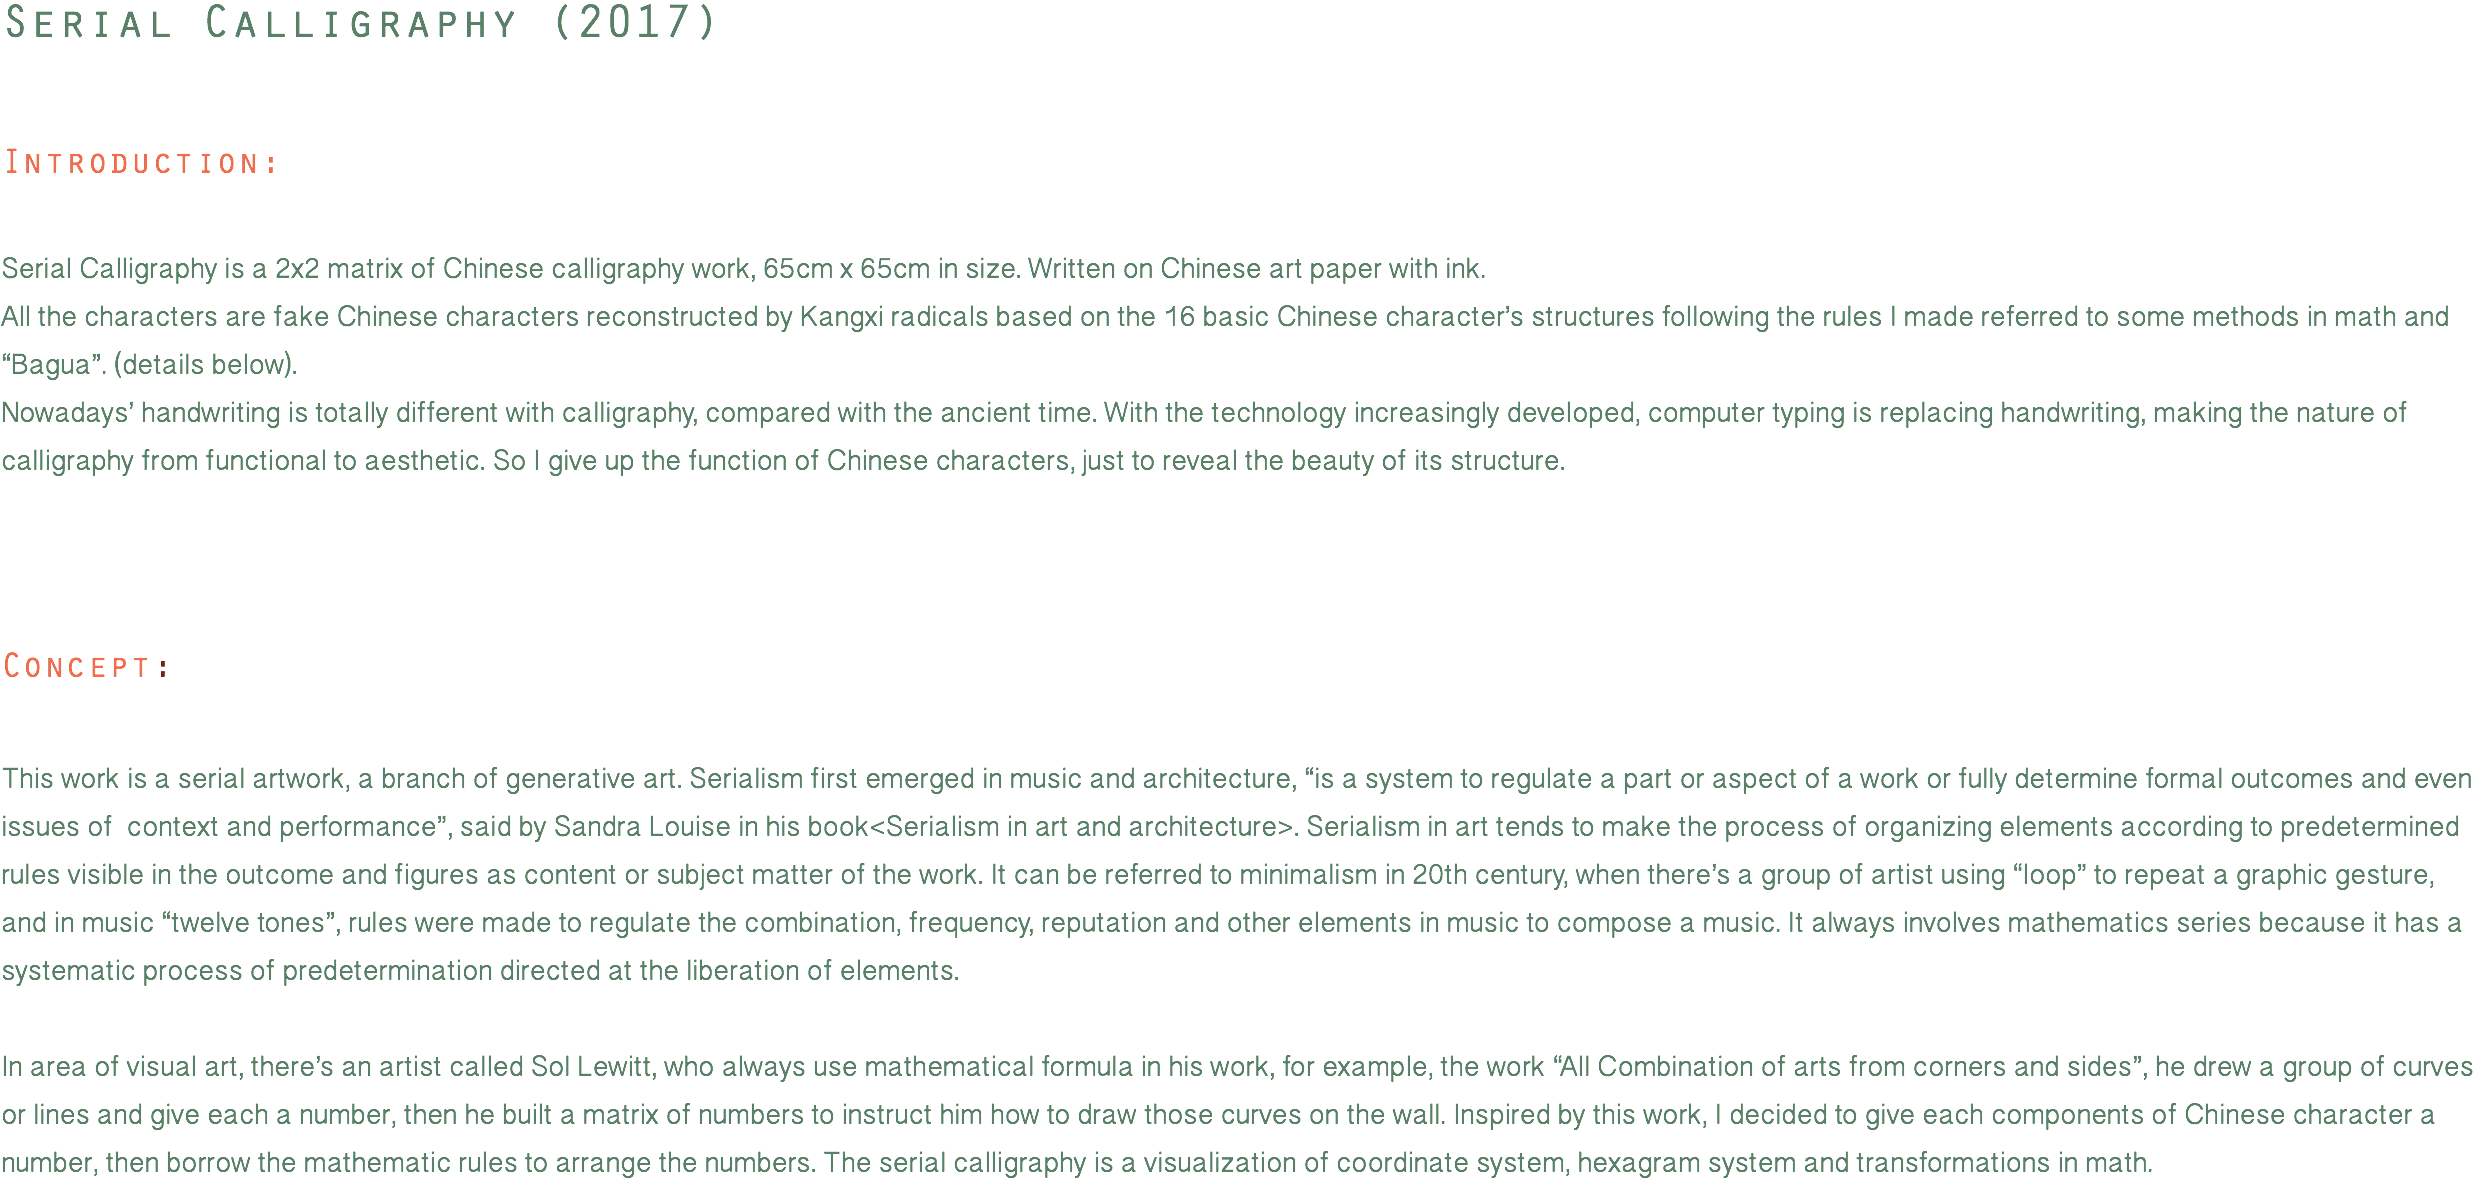 Serial Calligraphy (2017)
Introduction:
Serial Calligraphy is a 2x2 matrix of Chinese calligraphy work, 65cm x 65cm in size. Written on Chinese art paper with ink.
All the characters are fake Chinese characters reconstructed by Kangxi radicals based on the 16 basic Chinese character’s structures following the rules I made referred to some methods in math and
“Bagua”. (details below).
Nowadays’ handwriting is totally different with calligraphy, compared with the ancient time. With the technology increasingly developed, computer typing is replacing handwriting, making the nature of
calligraphy from functional to aesthetic. So I give up the function of Chinese characters, just to reveal the beauty of its structure.
Concept:
This work is a serial artwork, a branch of generative art. Serialism first emerged in music and architecture, “is a system to regulate a part or aspect of a work or fully determine formal outcomes and even
issues of  context and performance”, said by Sandra Louise in his book<Serialism in art and architecture>. Serialism in art tends to make the process of organizing elements according to predetermined
rules visible in the outcome and figures as content or subject matter of the work. It can be referred to minimalism in 20th century, when there’s a group of artist using “loop” to repeat a graphic gesture,
and in music “twelve tones”, rules were made to regulate the combination, frequency, reputation and other elements in music to compose a music. It always involves mathematics series because it has a
systematic process of predetermination directed at the liberation of elements.
In area of visual art, there’s an artist called Sol Lewitt, who always use mathematical formula in his work, for example, the work “All Combination of arts from corners and sides”, he drew a group of curves
or lines and give each a number, then he built a matrix of numbers to instruct him how to draw those curves on the wall. Inspired by this work, I decided to give each components of Chinese character a
number, then borrow the mathematic rules to arrange the numbers. The serial calligraphy is a visualization of coordinate system, hexagram system and transformations in math.